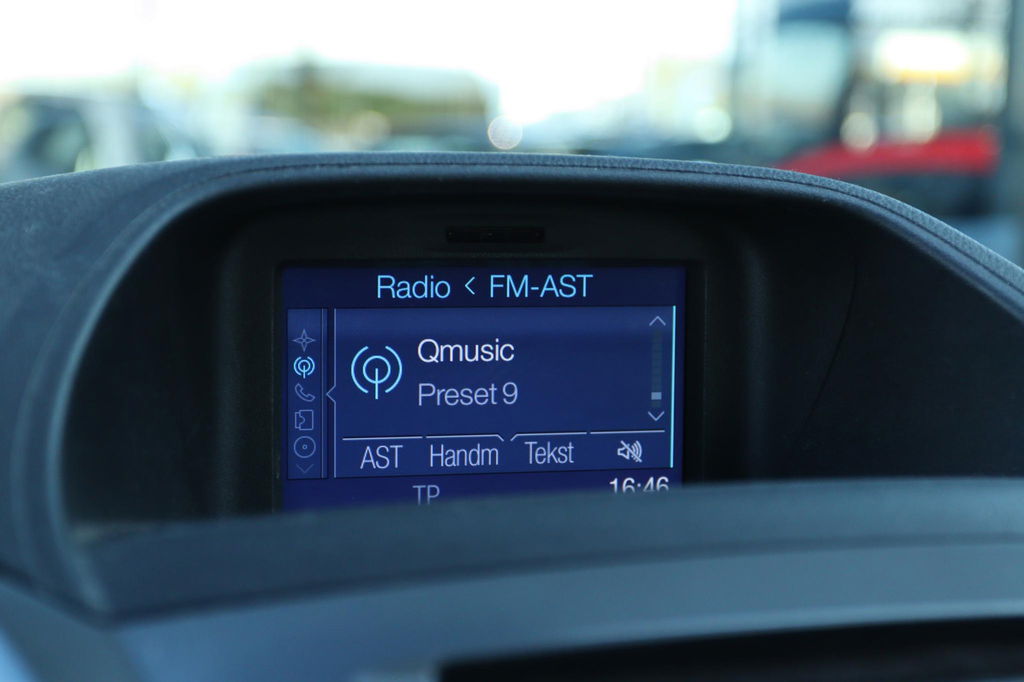 Radio < FM-AST
Qmusic
Preset 9
AST Handm Tekst
TP 16:46